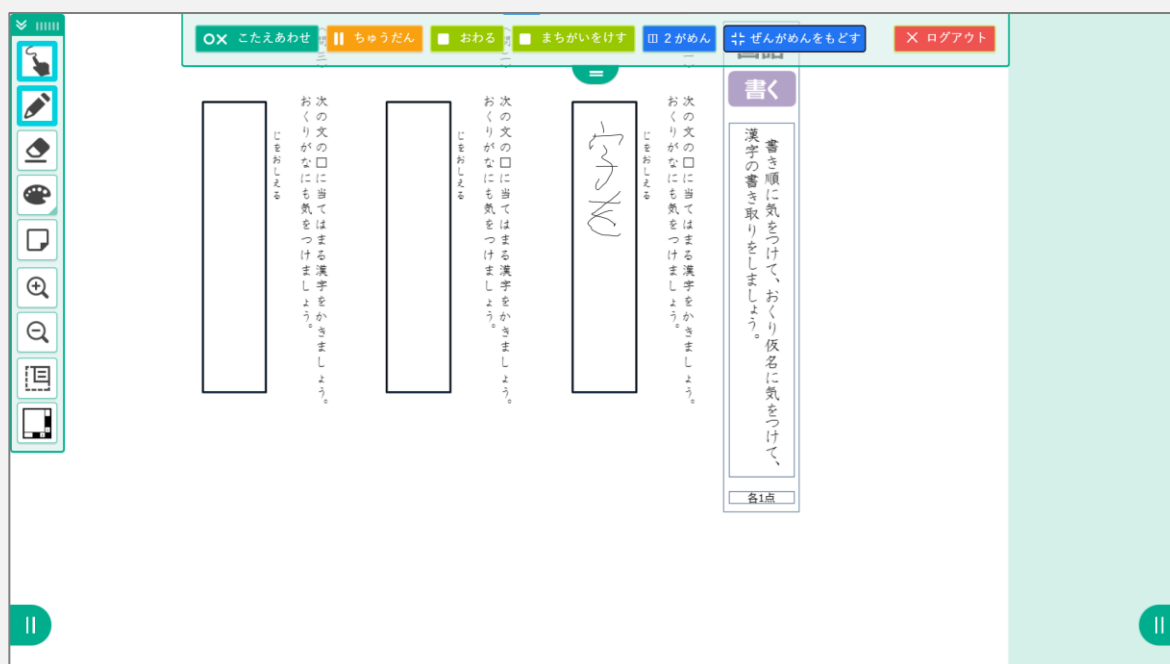 こたえあわせ
ちゅうだん
おわる
まちがいをけす
2がめん
ぜんがめんをもどす
ログアウト
書く
書き順に気をつけて、おくり仮名に気をつけて、
漢字の書き取りをしましょう。
各1点
次の文の□に当てはまる漢字をかきましょう。
おくりがなにも気をつけましょう。
じをおしえる
字を
次の文の□に当てはまる漢字をかきましょう。
おくりがなにも気をつけましょう。
じをおしえる
次の文の□に当てはまる漢字をかきましょう。
おくりがなにも気をつけましょう。
じをおしえる